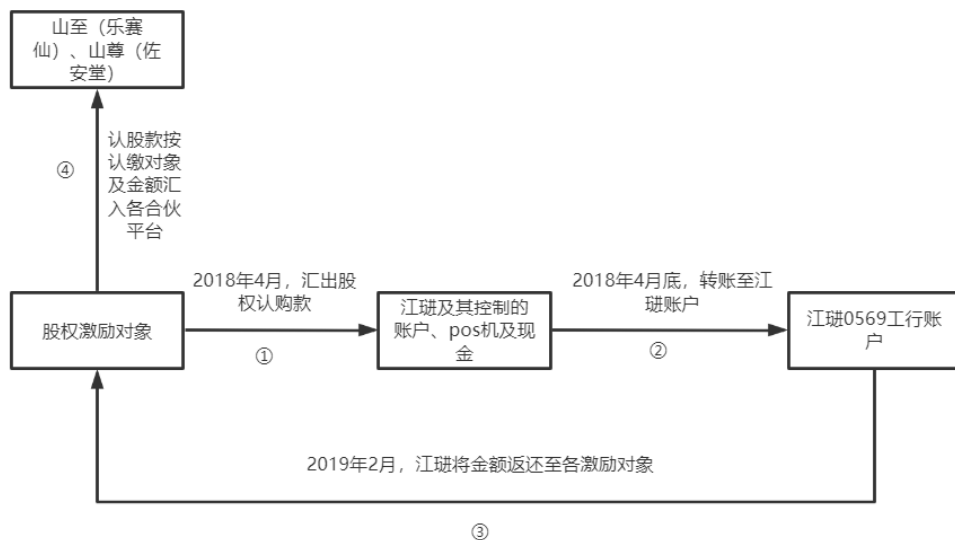 山至（乐赛
仙）、山尊（佐
安堂）
④
认股款按
认缴对象
及金额汇
入各合伙
平台
2018年4月，汇出股
权认购款
2018年4月底，转账至江
琎账户
股权激励对象
江琎及其控制的
账户、pos机及现
金
江琎0569工行账
户
①
②
2019年2月，江琎将金额返还至各激励对象
③